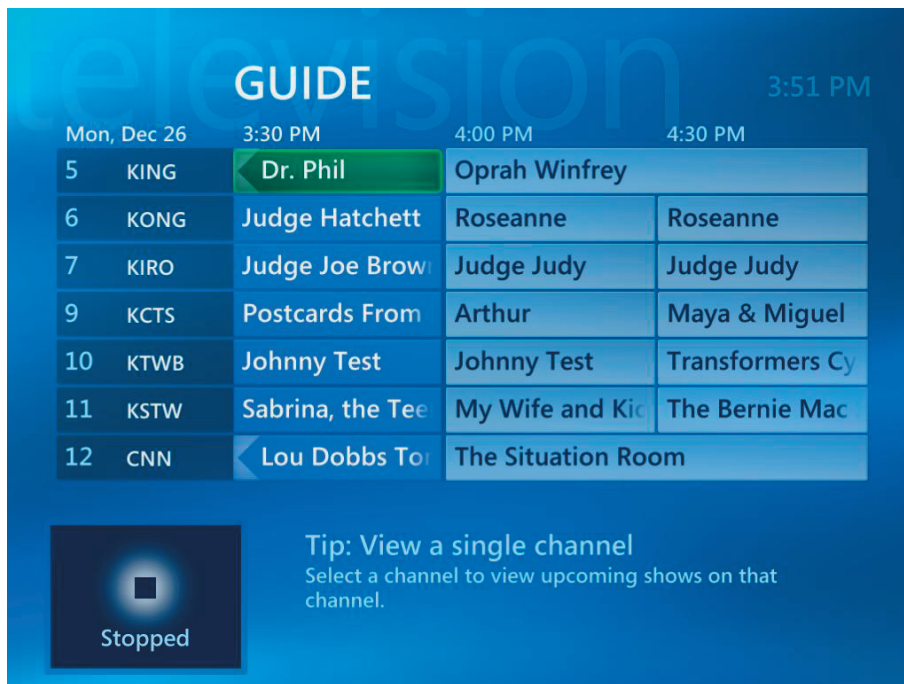 television
GUIDE
3:51 PM
Mon, Dec 26 3:30 PM 4:00 PM 4:30 PM
5 KING Dr. Phil Oprah Winfrey
6 KONG Judge Hatchett Roseanne Roseanne
7 KIRO Judge Joe Brow Judge Judy Judge Judy
9 KCTS Postcards From Arthur Maya & Miguel
10 KTWB Johnny Test Johnny Test Transformers Cy
11 KSTW Sabrina, the Tee My Wife and Kid The Bernie Mac
12 CNN Lou Dobbs To The Situation Room
Tip: View a single channel
Select a channel to view upcoming shows on that
channel.
Stopped